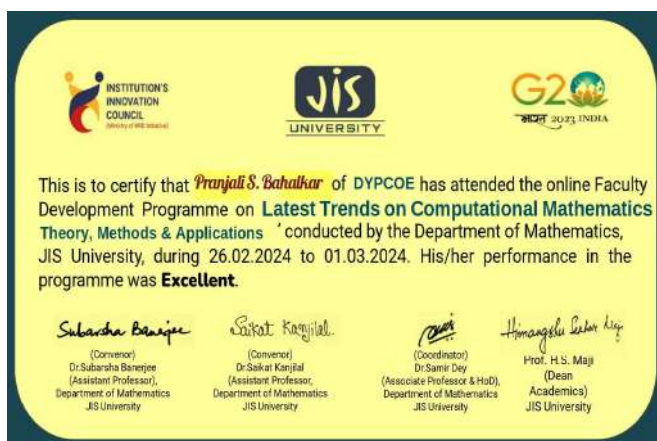 INSTITUTION'S
INNOVATION
COUNCIL
(Ministry of HRD Initiative)
JIS
UNIVERSITY
G20
भारत 2023 INDIA
This is to certify that Pranjali S. Bahalkar of DYPCOE has attended the online Faculty
Development Programme on Latest Trends on Computational Mathematics
Theory, Methods & Applications ‘ conducted by the Department of Mathematics,
JIS University, during 26.02.2024 to 01.03.2024. His/her performance in the
programme was Excellent.
Subarsha Banerjee
Saikat Kanjilal.
Himangshu Sekhar Maji
(Convenor)
Dr.Subarsha Banerjee
(Assistant Professor),
Department of Mathematics
JIS University
(Convenor)
Dr.Saikat Kanjilal
(Assistant Professor,
Department of Mathematics
JIS University
(Coordinator)
Dr.Samir Dey
(Associate Professor & HoD),
Department of Mathematics
JIS University
Prof. H.S. Maji
(Dean
Academics)
JIS University